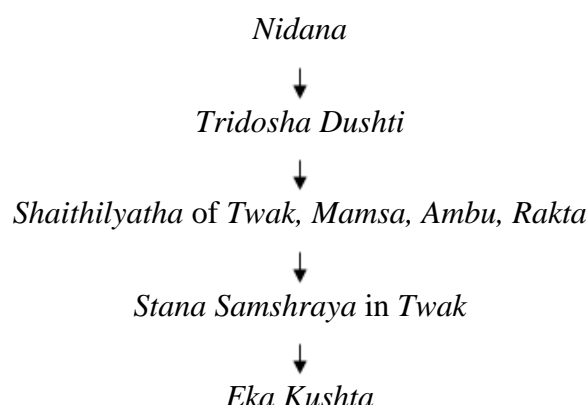 Nidana
Tridosha Dushti
Shaithilyatha of Twak, Mamsa, Ambu, Rakta
Stana Samshraya in Twak
Eka Kushta